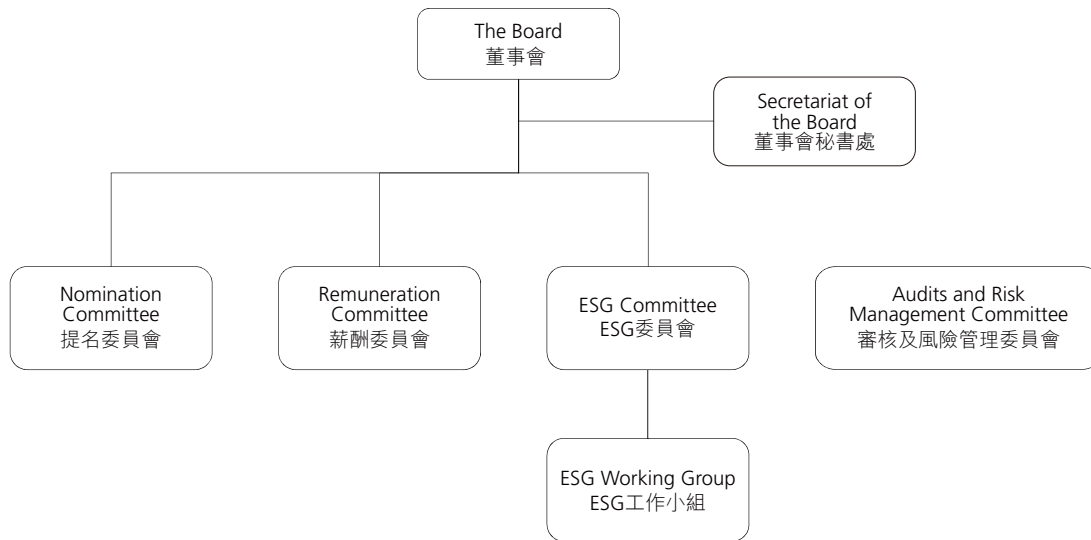 The Board
董事會
Secretariat of
the Board
董事會秘書處
Nomination
Committee
提名委員會
Remuneration
Committee
薪酬委員會
ESG Committee
ESG委員會
Audits and Risk
Management Committee
審核及風險管理委員會
ESG Working Group
ESG工作小組